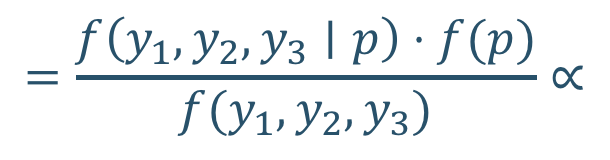 = f(y₁, y₂, y₃ ∣ p) · f(p) / f(y₁, y₂, y₃) ∝